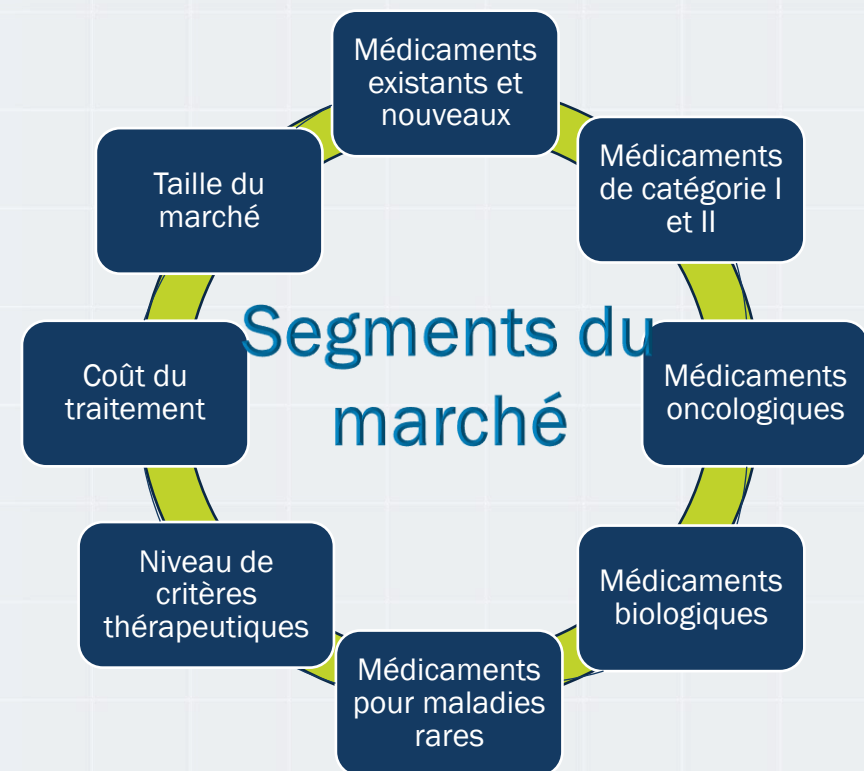 Médicaments
existants et
nouveaux
Médicaments
de catégorie I
et II
Médicaments
oncologiques
Médicaments
biologiques
Médicaments
pour maladies
rares
Niveau de
critères
thérapeutiques
Coût du
traitement
Taille du
marché
Segments du
marché